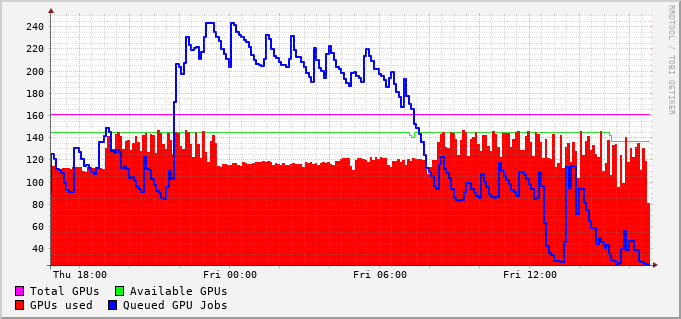 240
220
200
180
160
140
120
100
80
60
40
Thu 18:00 Fri 00:00 Fri 06:00 Fri 12:00
Total GPUs Available GPUs
GPUs used Queued GPU Jobs
RRDTOOL / TOBI OETIKER